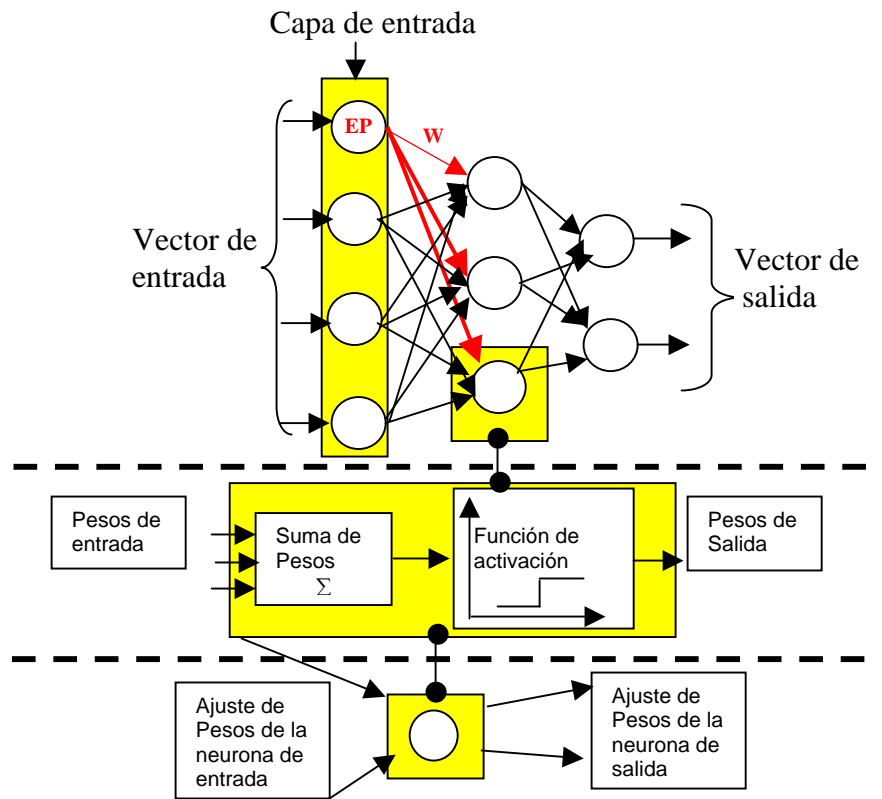 Capa de entrada
EP
W
Vector de
entrada
Vector de
salida
Pesos de
entrada
Suma de
Pesos
Σ
Función de
activación
Pesos de
Salida
Ajuste de
Pesos de la
neurona de
entrada
Ajuste de
Pesos de la
neurona de
salida